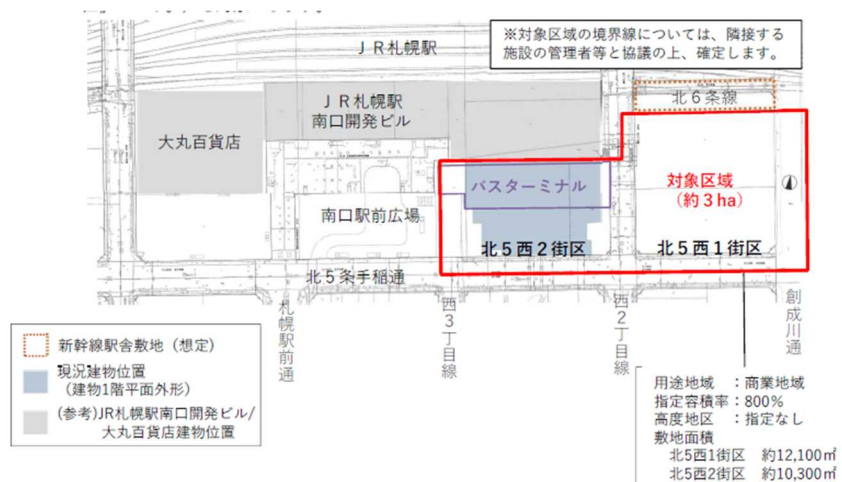 ※対象区域の境界線については、隣接する
施設の管理者等と協議の上、確定します。
JR札幌駅
北6条線
JR札幌駅
南口開発ビル
大丸百貨店
バスターミナル
対象区域
(約3ha)
南口駅前広場
北5西2街区
北5西1街区
北5条手稲通
札幌駅前通
西3丁目線
西2丁目線
創成川通
新幹線駅舎敷地(想定)
現況建物位置
(建物1階平面外形)
(参考)JR札幌駅南口開発ビル/
大丸百貨店建物位置
用途地域 :商業地域
指定容積率:800%
高度地区 :指定なし
敷地面積
北5西1街区 約12,100㎡
北5西2街区 約10,300㎡